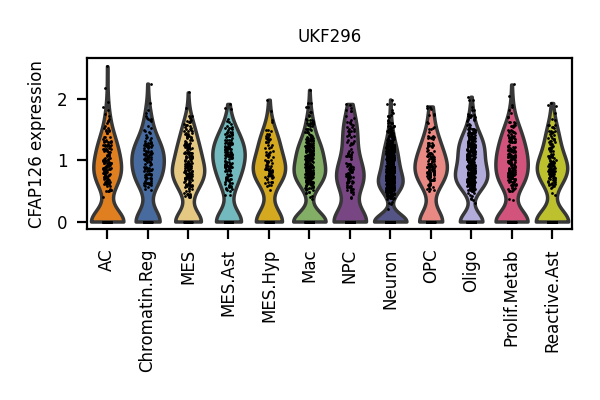 UKF296
CFAP126 expression
2
1
0
AC
Chromatin.Reg
MES
MES.Ast
MES.Hyp
Mac
NPC
Neuron
OPC
Oligo
Prolif.Metab
Reactive.Ast